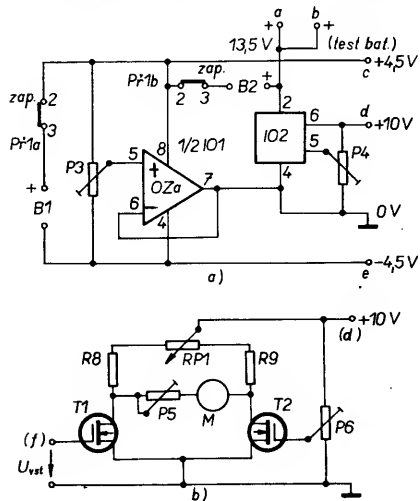 a b
13,5 V (test bat.)
+4,5V
c
zap.
Př1b 2 3 B2 +
zap. 2
3
Př1a
2
6 d
IO2 +10V
5
P4
4
1/2 IO1
8
P3 5 +
OZa 7
6 −
4
+
B1
0V
−4,5V
e
a)
+10V
(d)
R8 RP1 R9
P5 M
T1 T2 P6
(f)
Uvst
b)